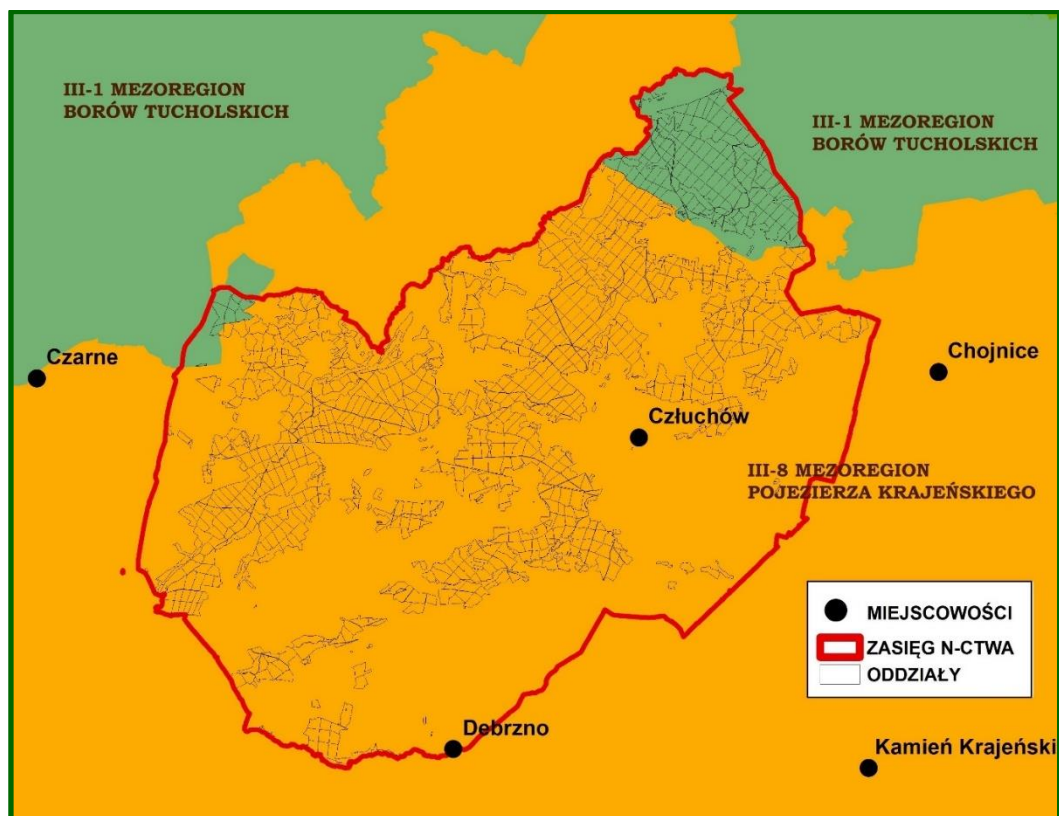 III-1 MEZOREGION
BORÓW TUCHOLSKICH
III-1 MEZOREGION
BORÓW TUCHOLSKICH
Czarne
Chojnice
Człuchów
III-8 MEZOREGION
POJEZIERZA KRAJEŃSKIEGO
MIEJSCOWOŚCI
ZASIĘG N-CTWA
ODDZIAŁY
Debrzno
Kamień Krajeński